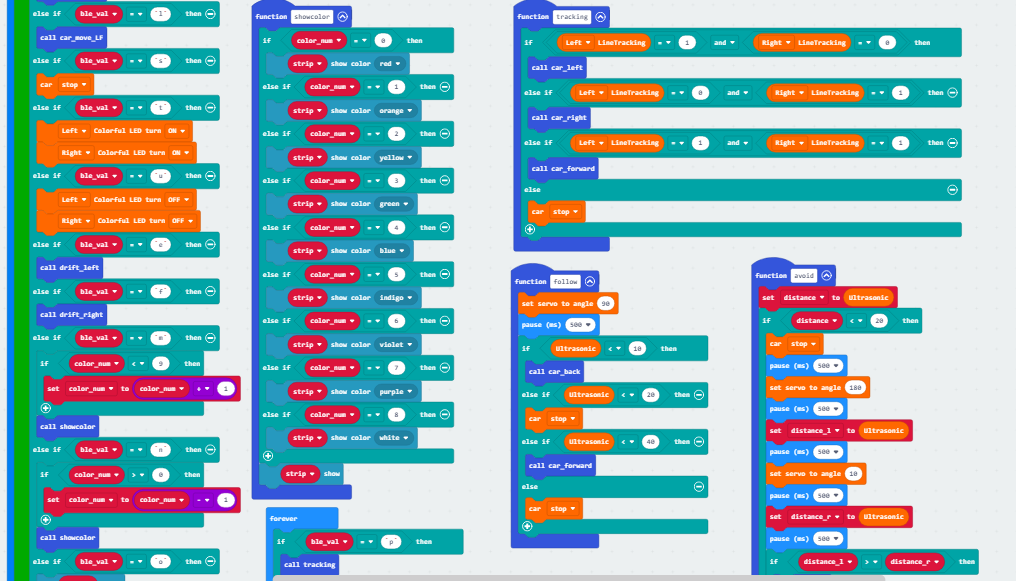 else if ble_val = "l" then
call car_move_LF
else if ble_val = "s" then
car stop
else if ble_val = "t" then
Left Colorful LED turn ON
Right Colorful LED turn ON
else if ble_val = "u" then
Left Colorful LED turn OFF
Right Colorful LED turn OFF
else if ble_val = "e" then
call drift_left
else if ble_val = "f" then
call drift_right
else if ble_val = "m" then
if color_num < 9 then
set color_num to color_num + 1
call showcolor
else if ble_val = "n" then
if color_num > 0 then
set color_num to color_num - 1
call showcolor
else if ble_val = "o" then
function showcolor
if color_num = 0 then
strip show color red
else if color_num = 1 then
strip show color orange
else if color_num = 2 then
strip show color yellow
else if color_num = 3 then
strip show color green
else if color_num = 4 then
strip show color blue
else if color_num = 5 then
strip show color indigo
else if color_num = 6 then
strip show color violet
else if color_num = 7 then
strip show color purple
else if color_num = 8 then
strip show color white
strip show
forever
if ble_val = "p" then
call tracking
function tracking
if Left LineTracking = 1 and Right LineTracking = 0 then
call car_left
else if Left LineTracking = 0 and Right LineTracking = 1 then
call car_right
else if Left LineTracking = 1 and Right LineTracking = 1 then
call car_forward
else
car stop
function follow
set servo to angle 90
pause (ms) 500
if Ultrasonic < 10 then
call car_back
else if Ultrasonic < 20 then
car stop
else if Ultrasonic < 40 then
call car_forward
else
car stop
function avoid
set distance to Ultrasonic
if distance < 20 then
car stop
pause (ms) 500
set servo to angle 180
pause (ms) 500
set distance_l to Ultrasonic
pause (ms) 500
set servo to angle 10
pause (ms) 500
set distance_r to Ultrasonic
pause (ms) 500
if distance_l > distance_r then